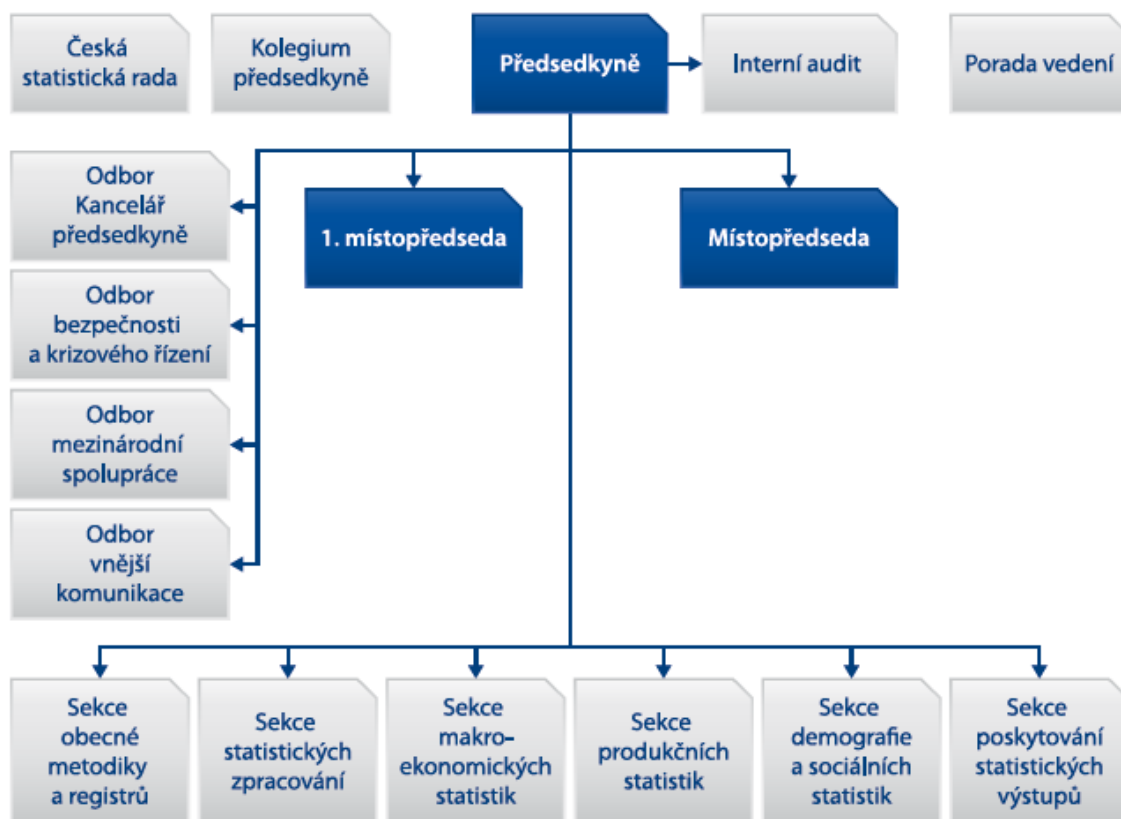 Česká
statistická rada
Kolegium
předsedkyně
Předsedkyně
Interní audit
Porada vedení
Odbor
Kancelář
předsedkyně
1. místopředseda
Místopředseda
Odbor
bezpečnosti
a krizového řízení
Odbor
mezinárodní
spolupráce
Odbor
vnější
komunikace
Sekce
obecné
metodiky
a registrů
Sekce
statistických
zpracování
Sekce
makro–
ekonomických
statistik
Sekce
produkčních
statistik
Sekce
demografie
a sociálních
statistik
Sekce
poskytování
statistických
výstupů